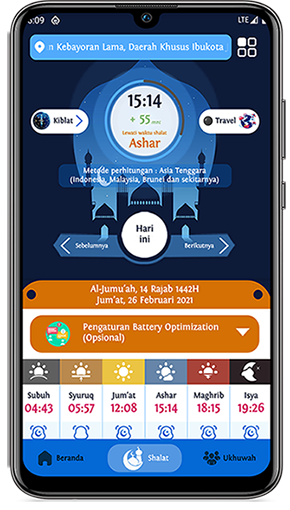 3:09 LTE
n Kebayoran Lama, Daerah Khusus Ibukota
15:14
+ 55 min
Lewati waktu shalat
Ashar
Kiblat
Travel
Metode perhitungan : Asia Tenggara
(Indonesia, Malaysia, Brunei dan sekitarnya)
Hari
ini
Sebelumnya
Berikutnya
Al-Jumu'ah, 14 Rajab 1442H
Jum'at, 26 Februari 2021
Pengaturan Battery Optimization
(Opsional)
Subuh Syuruq Jum'at Ashar Maghrib Isya
04:43 05:57 12:08 15:14 18:15 19:26
Beranda Shalat Ukhuwah